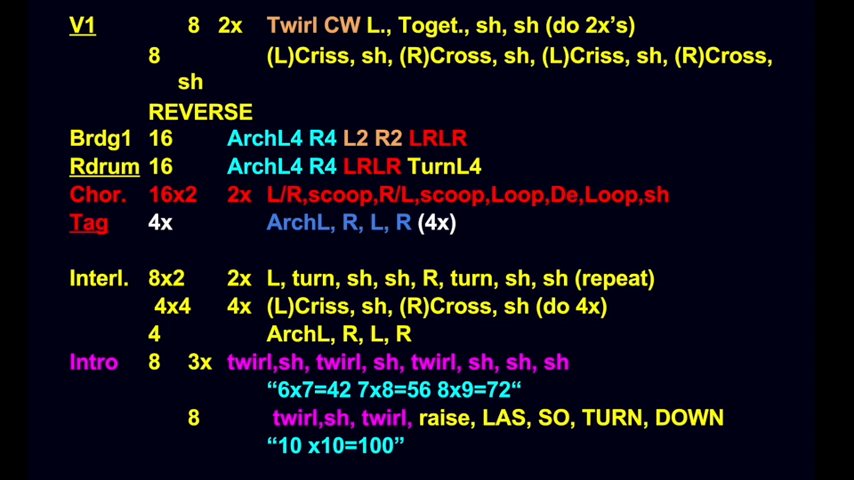 V1 8 2x Twirl CW L., Toget., sh, sh (do 2x's)
8 (L)Criss, sh, (R)Cross, sh, (L)Criss, sh, (R)Cross,
sh
REVERSE
Brdg1 16 ArchL4 R4 L2 R2 LRLR
Rdrum 16 ArchL4 R4 LRLR TurnL4
Chor. 16x2 2x L/R,scoop,R/L,scoop,Loop,De,Loop,sh
Tag 4x ArchL, R, L, R (4x)
Interl. 8x2 2x L, turn, sh, sh, R, turn, sh, sh (repeat)
4x4 4x (L)Criss, sh, (R)Cross, sh (do 4x)
4 ArchL, R, L, R
Intro 8 3x twirl,sh, twirl, sh, twirl, sh, sh, sh
“6x7=42 7x8=56 8x9=72“
8 twirl,sh, twirl, raise, LAS, SO, TURN, DOWN
“10 x10=100”